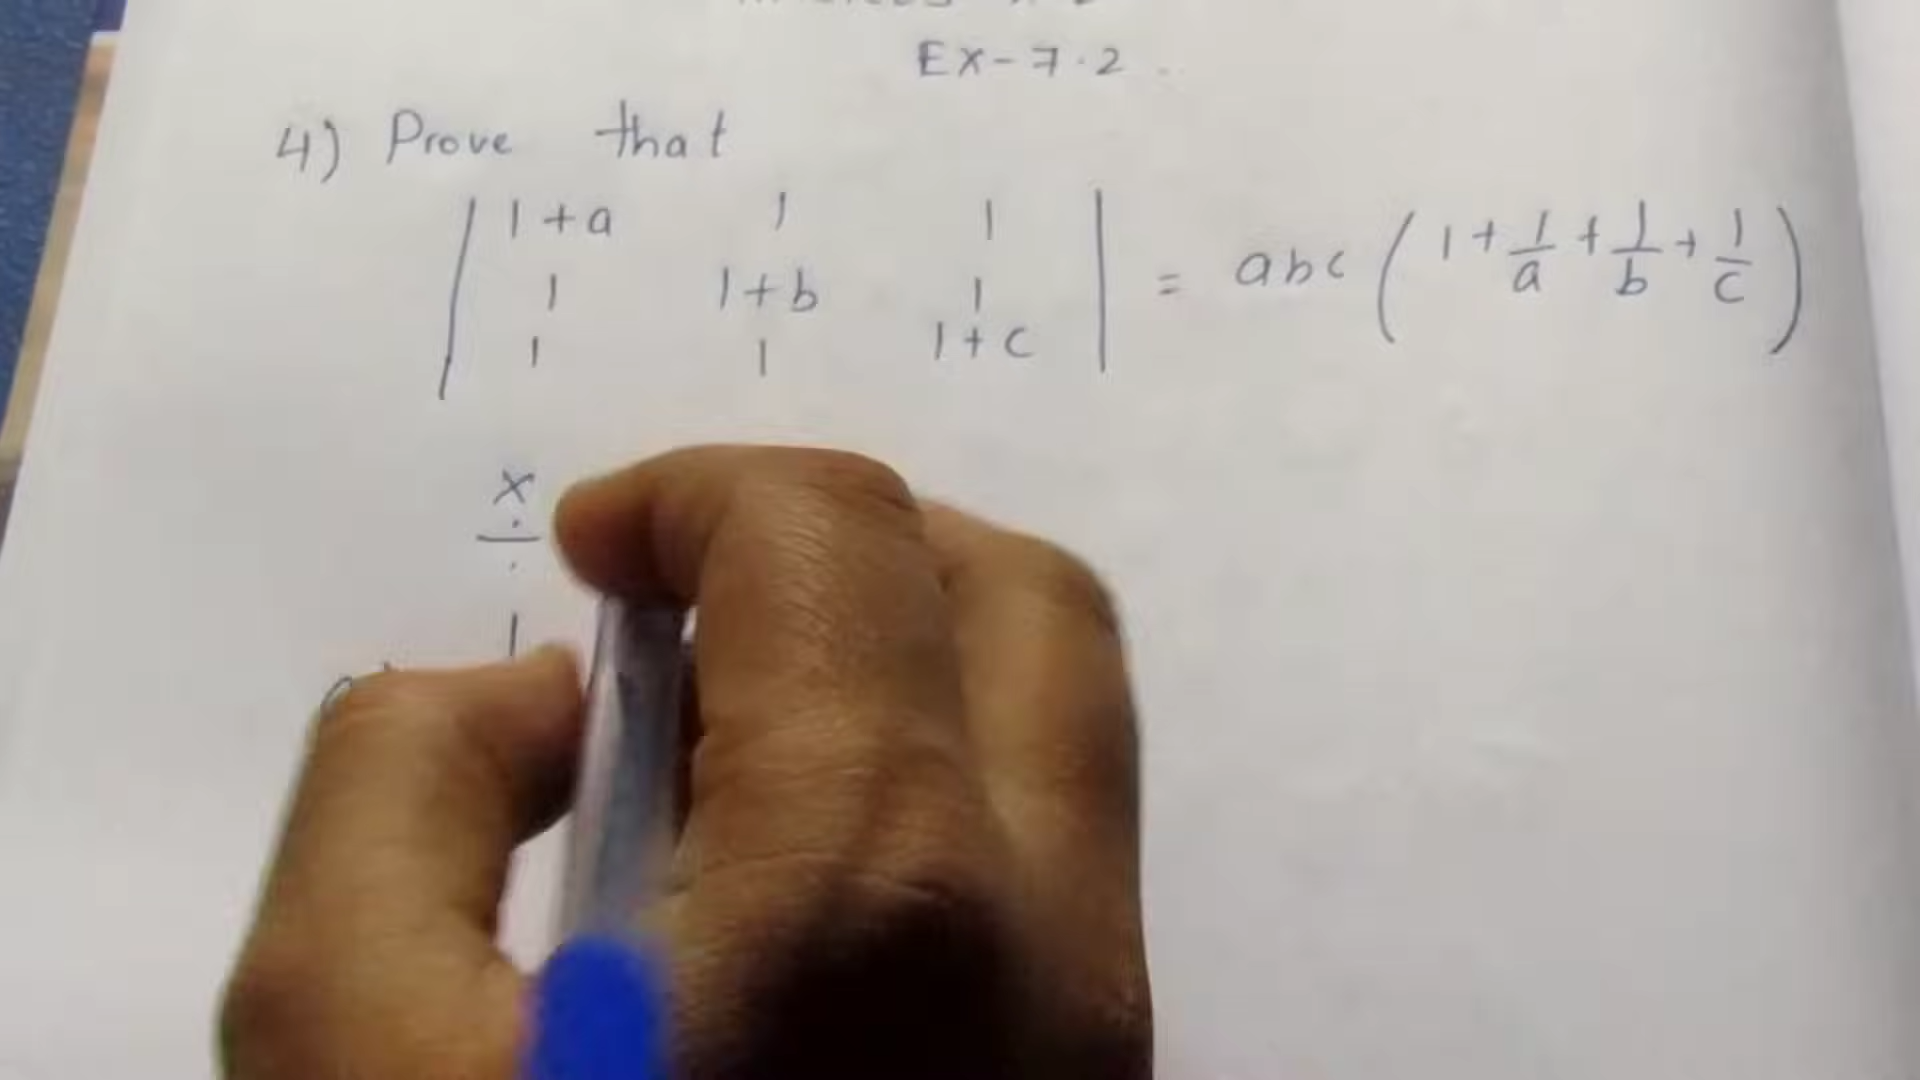 EX-7.2
4) Prove that
| 1+a 1 1 |
| 1 1+b 1 | = abc (1+1/a+1/b+1/c)
| 1 1 1+c |
×
÷
1